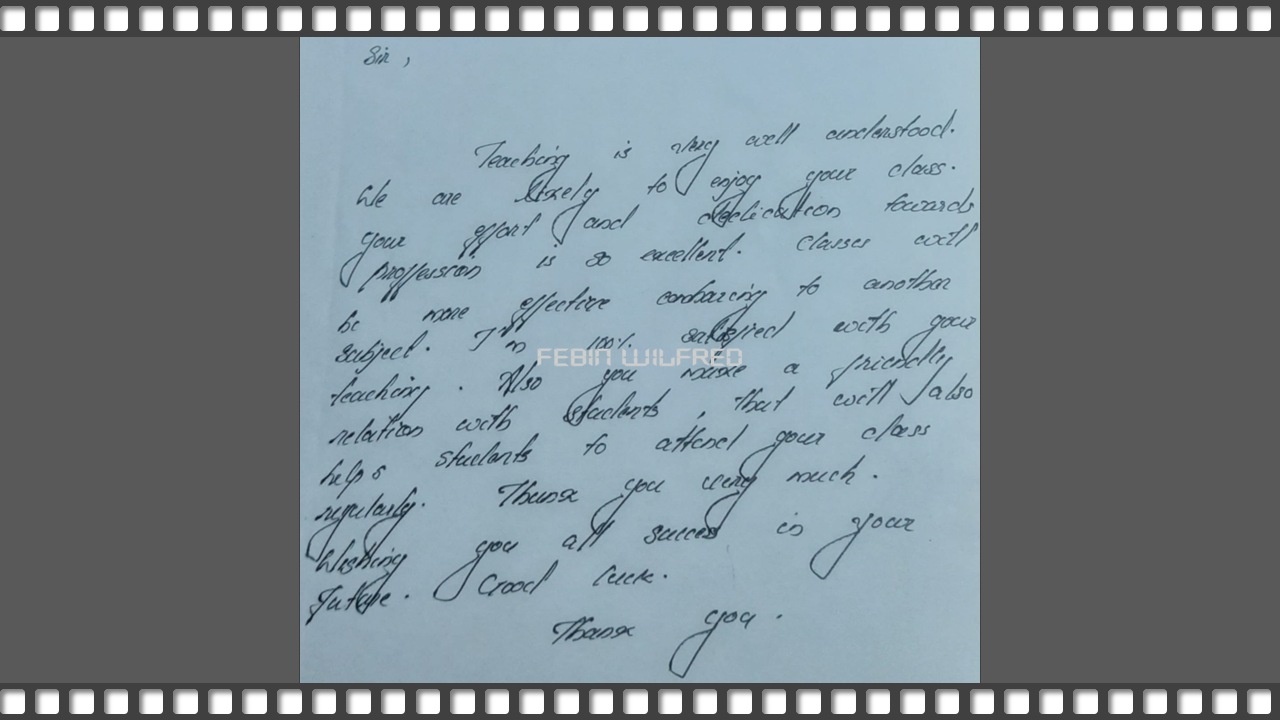 Sir,
Teaching is very well understood.
We are likely to enjoy your class.
Your effort and dedication towards
proffession is so excellent. Classes will
be more effective combaring to another
subject. I'm 100% satisfied with your
teaching. Also you make a friendly
relation with students, that will also
helps students to attend your class
regularly. Thank you very much.
Wishing you all success in your
future. Good luck.
Thank you.
FEBIN WILFRED